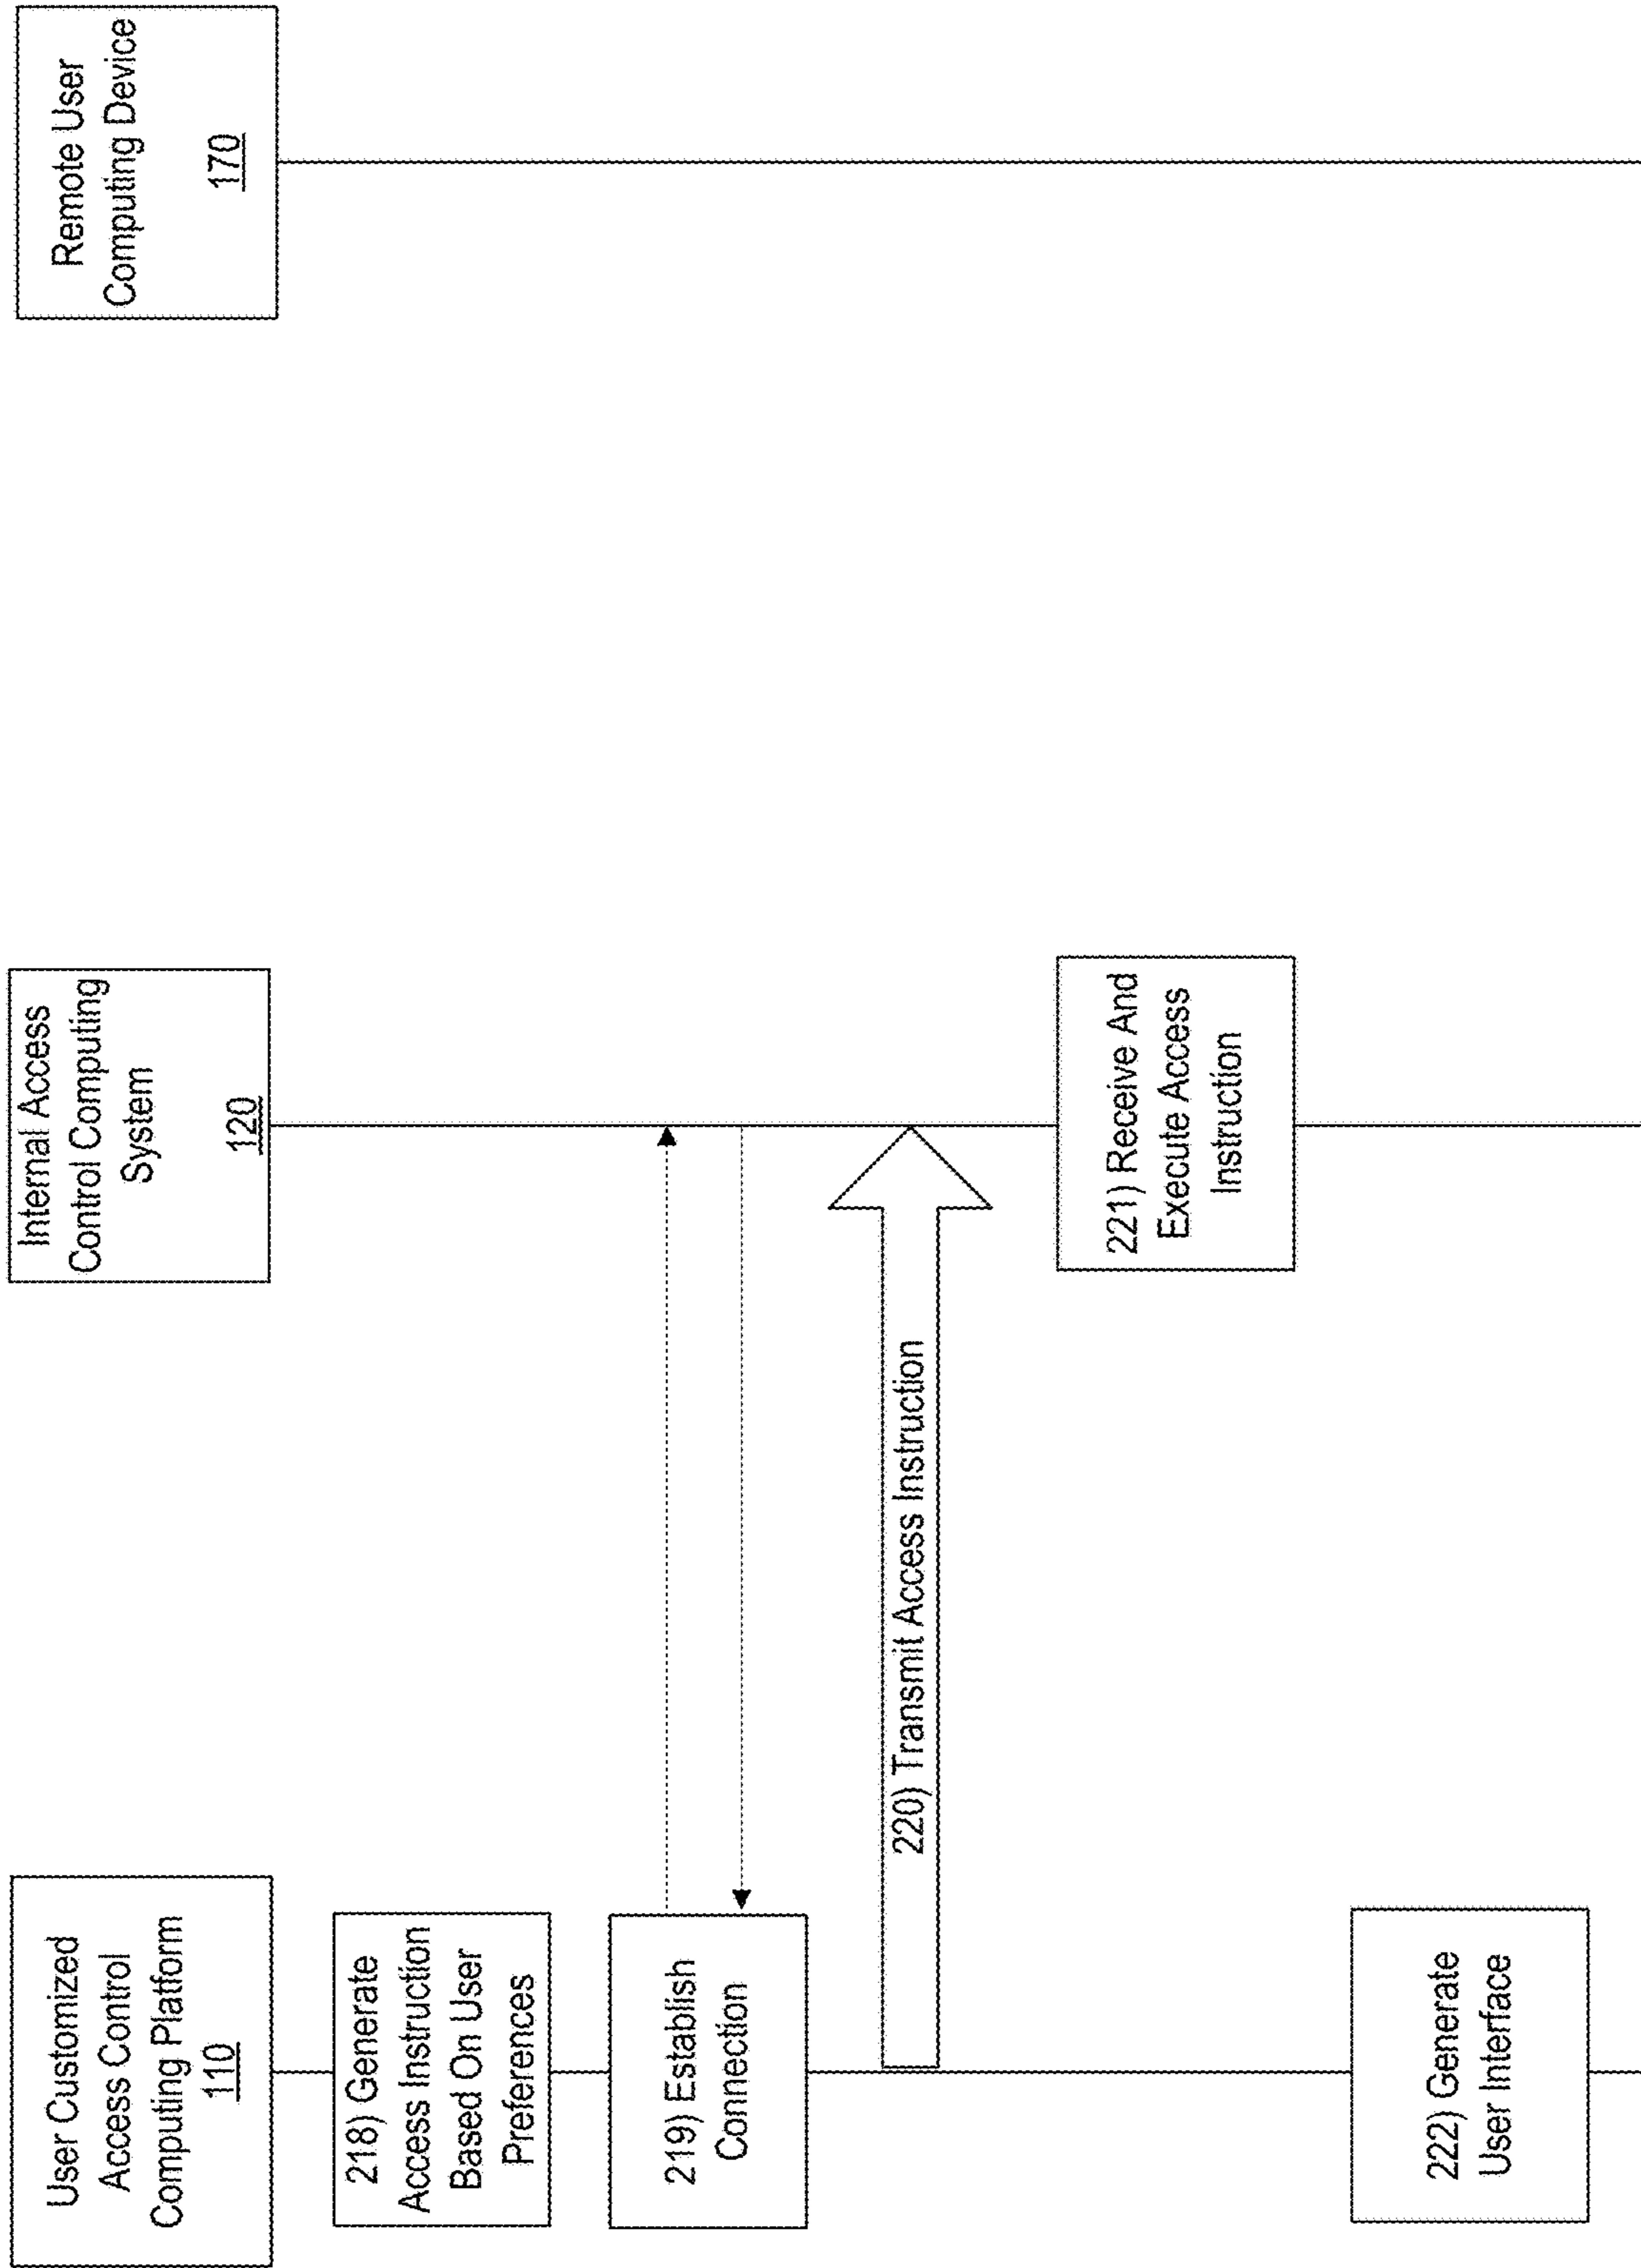 User Customized
Access Control
Computing Platform
110
Internal Access
Control Computing
System
120
Remote User
Computing Device
170
218) Generate
Access Instruction
Based On User
Preferences
219) Establish
Connection
220) Transmit Access Instruction
221) Receive And
Execute Access
Instruction
222) Generate
User Interface